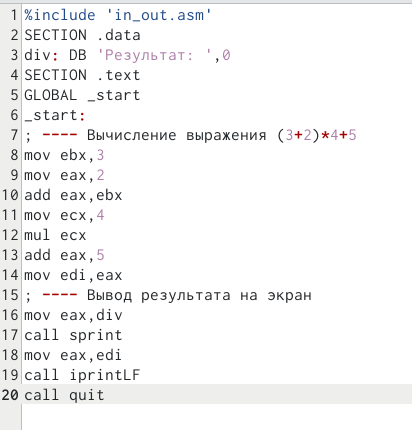 1 %include 'in_out.asm'
2 SECTION .data
3 div: DB 'Результат: ',0
4 SECTION .text
5 GLOBAL _start
6 _start:
7 ; ---- Вычисление выражения (3+2)*4+5
8 mov ebx,3
9 mov eax,2
10 add eax,ebx
11 mov ecx,4
12 mul ecx
13 add eax,5
14 mov edi,eax
15 ; ---- Вывод результата на экран
16 mov eax,div
17 call sprint
18 mov eax,edi
19 call iprintLF
20 call quit